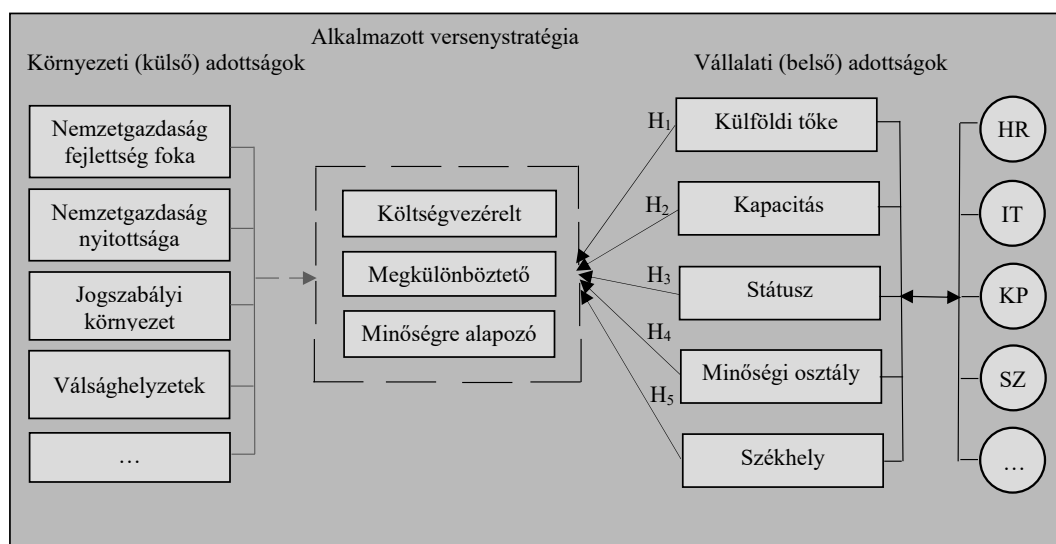 Alkalmazott versenystratégia
Környezeti (külső) adottságok
Nemzetgazdaság
fejlettség foka
Nemzetgazdaság
nyitottsága
Jogszabályi
környezet
Válsághelyzetek
…
Költségvezérelt
Megkülönböztető
Minőségre alapozó
Vállalati (belső) adottságok
H₁
Külföldi tőke
H₂
Kapacitás
H₃
Státusz
H₄
Minőségi osztály
H₅
Székhely
HR
IT
KP
SZ
…